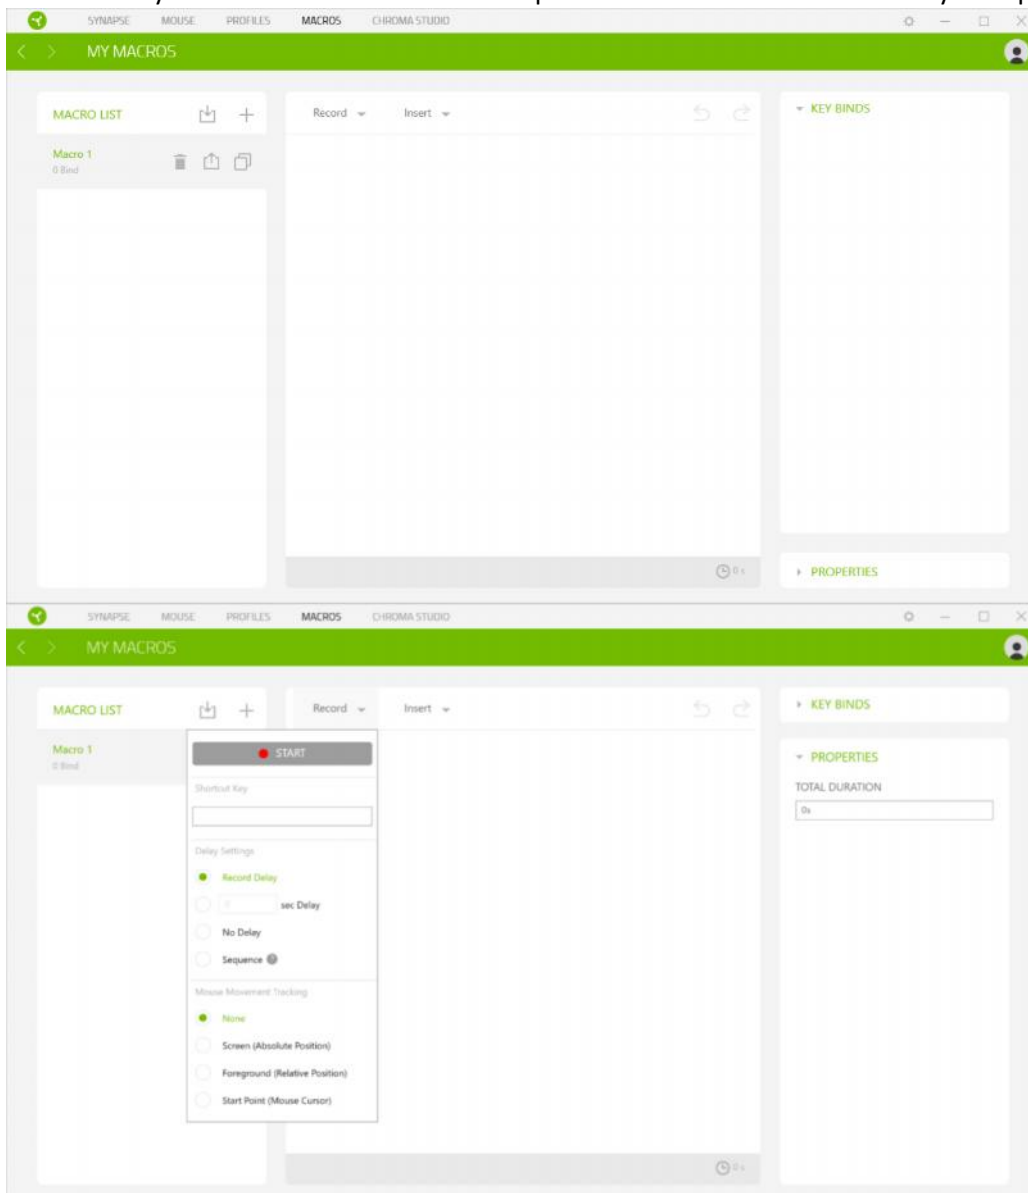 SYNAPSE MOUSE PROFILES MACROS CHROMA STUDIO
MY MACROS
MACRO LIST
Record Insert
KEY BINDS
Macro 1
0 Bind
0 s
PROPERTIES
SYNAPSE MOUSE PROFILES MACROS CHROMA STUDIO
MY MACROS
MACRO LIST
Record Insert
KEY BINDS
Macro 1
0 Bind
START
PROPERTIES
Shortcut Key
TOTAL DURATION
0s
Delay Settings
Record Delay
0 sec Delay
No Delay
Sequence ?
Mouse Movement Tracking
None
Screen (Absolute Position)
Foreground (Relative Position)
Start Point (Mouse Cursor)
0 s